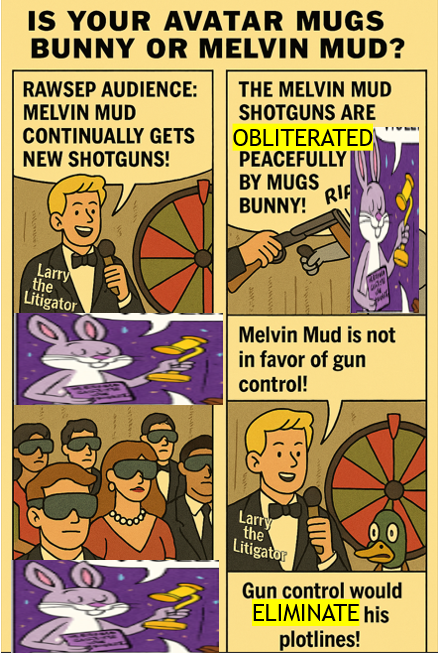 IS YOUR AVATAR MUGS
BUNNY OR MELVIN MUD?
RAWSEP AUDIENCE:
MELVIN MUD
CONTINUALLY GETS
NEW SHOTGUNS!
Larry
the
Litigator
THE MELVIN MUD
SHOTGUNS ARE
OBLITERATED
PEACEFULLY
BY MUGS
BUNNY!
Melvin Mud is not
in favor of gun
control!
Larry
the
Litigator
Gun control would
ELIMINATE his
plotlines!